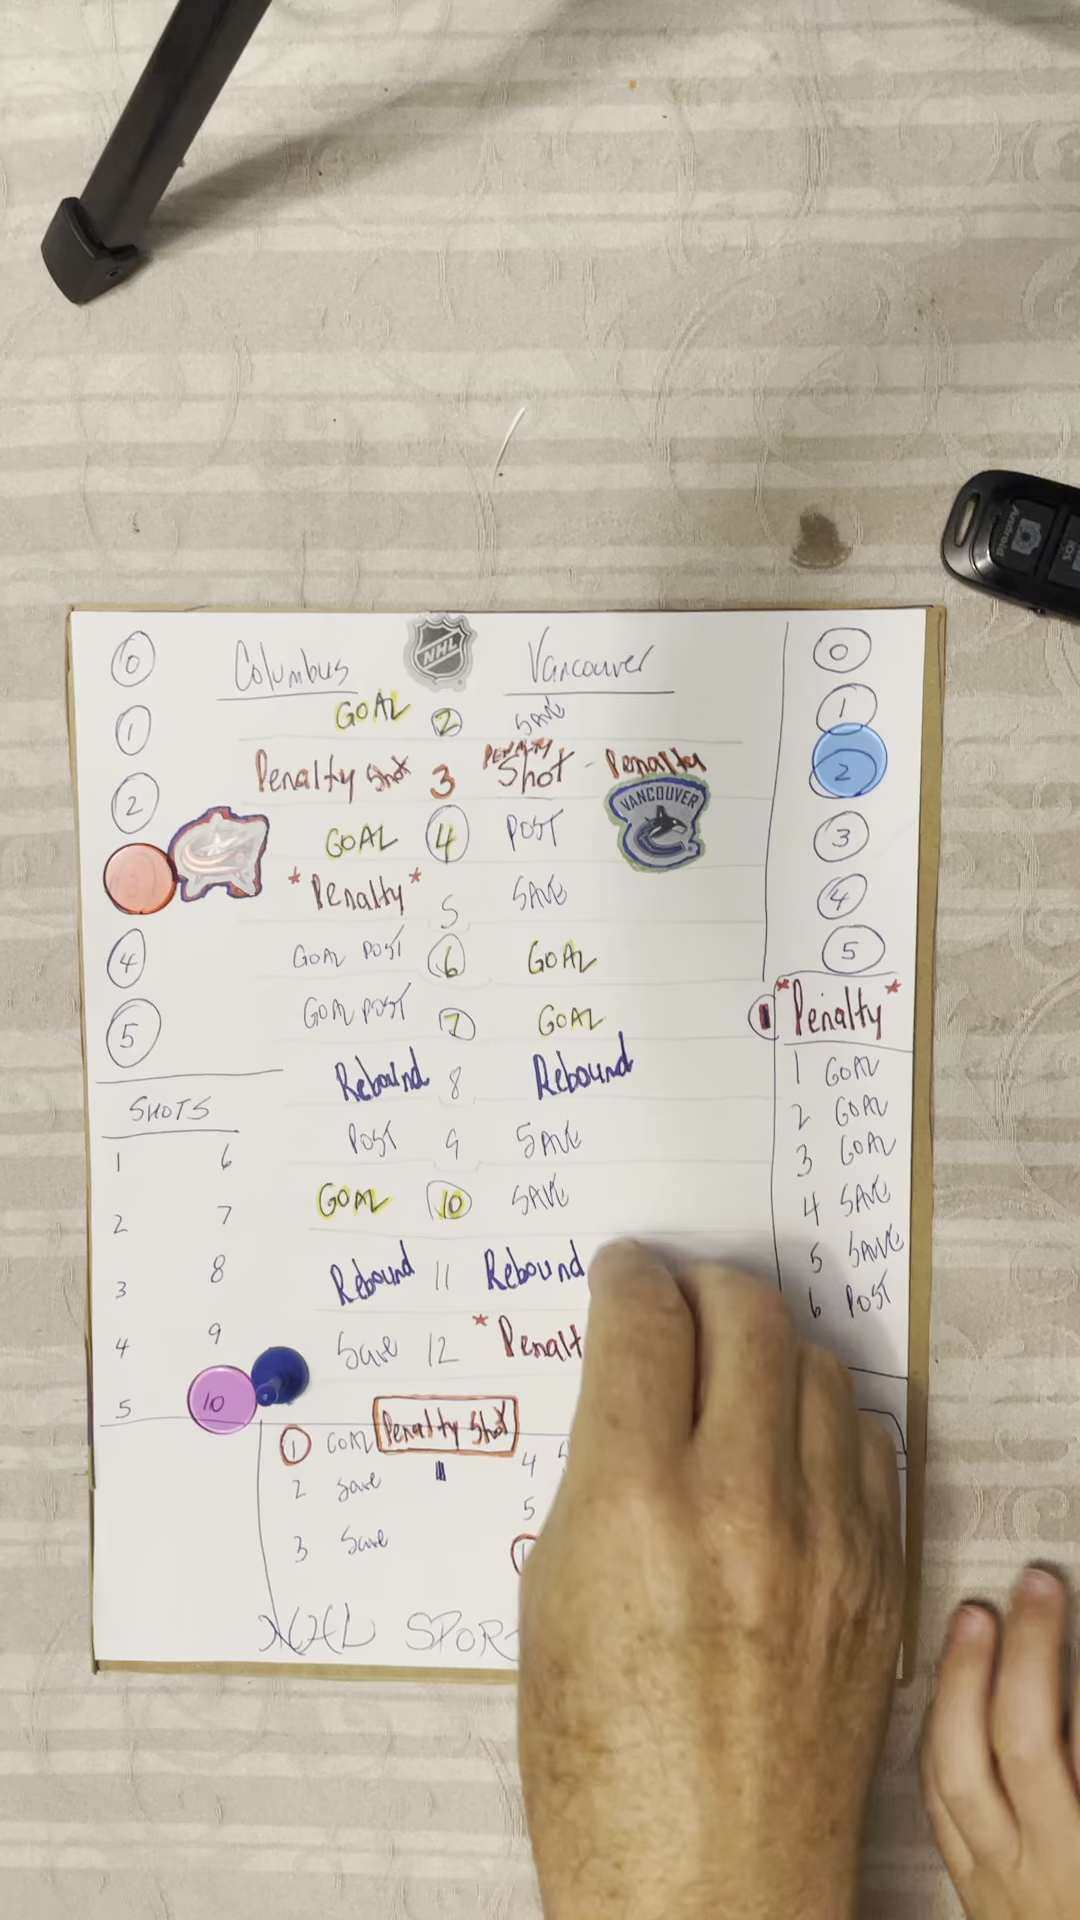 0 Columbus NHL Vancouver 0
GOAL 2 SAVE
1 1
Penalty Shot 3 PENALTY Shot - Penalty
2 2
VANCOUVER
GOAL 4 POST 3
3
* Penalty * 5 SAVE 4
4 GOAL POST 6 GOAL 5
5 GOAL POST 7 GOAL
* Penalty *
Rebound 8 Rebound
1 GOAL
SHOTS
2 GOAL
POST 9 SAVE
3 GOAL
1 6
GOAL 10 SAVE
4 SAVE
2 7
5 SAVE
3 8
Rebound 11 Rebound
6 POST
4 9
Save 12 * Penalt
5 10
Penalty Shot
1 GOAL 4
2 Save 5
3 Save
SPOR
Android
iOS